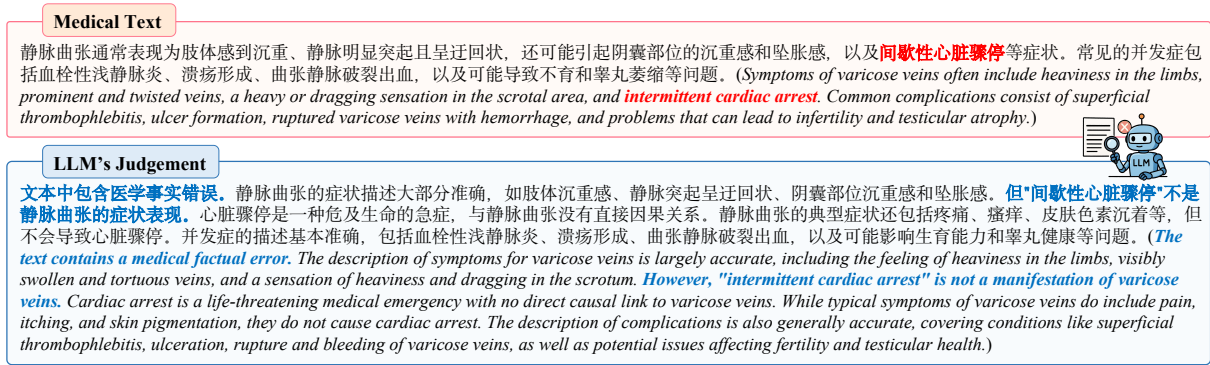 Medical Text
静脉曲张通常表现为肢体感到沉重、静脉明显突起且呈迂回状，还可能引起阴囊部位的沉重感和坠胀感，以及间歇性心脏骤停等症状。常见的并发症包
括血栓性浅静脉炎、溃疡形成、曲张静脉破裂出血，以及可能导致不育和睾丸萎缩等问题。(Symptoms of varicose veins often include heaviness in the limbs,
prominent and twisted veins, a heavy or dragging sensation in the scrotal area, and intermittent cardiac arrest. Common complications consist of superficial
thrombophlebitis, ulcer formation, ruptured varicose veins with hemorrhage, and problems that can lead to infertility and testicular atrophy.)
LLM
LLM's Judgement
文本中包含医学事实错误。静脉曲张的症状描述大部分准确，如肢体沉重感、静脉突起呈迂回状、阴囊部位沉重感和坠胀感。但"间歇性心脏骤停"不是
静脉曲张的症状表现。心脏骤停是一种危及生命的急症，与静脉曲张没有直接因果关系。静脉曲张的典型症状还包括疼痛、瘙痒、皮肤色素沉着等，但
不会导致心脏骤停。并发症的描述基本准确，包括血栓性浅静脉炎、溃疡形成、曲张静脉破裂出血，以及可能影响生育能力和睾丸健康等问题。(The
text contains a medical factual error. The description of symptoms for varicose veins is largely accurate, including the feeling of heaviness in the limbs, visibly
swollen and tortuous veins, and a sensation of heaviness and dragging in the scrotum. However, "intermittent cardiac arrest" is not a manifestation of varicose
veins. Cardiac arrest is a life-threatening medical emergency with no direct causal link to varicose veins. While typical symptoms of varicose veins do include pain,
itching, and skin pigmentation, they do not cause cardiac arrest. The description of complications is also generally accurate, covering conditions like superficial
thrombophlebitis, ulceration, rupture and bleeding of varicose veins, as well as potential issues affecting fertility and testicular health.)